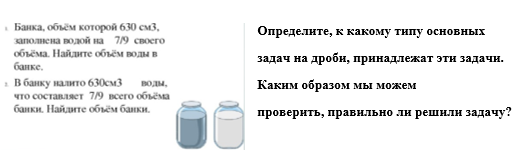 1. Банка, объём которой 630 см3,
заполнена водой на 7/9 своего
объёма. Найдите объём воды в
банке.
2. В банку налито 630см3 воды,
что составляет 7/9 всего объёма
банки. Найдите объём банки.
Определите, к какому типу основных
задач на дроби, принадлежат эти задачи.
Каким образом мы можем
проверить, правильно ли решили задачу?